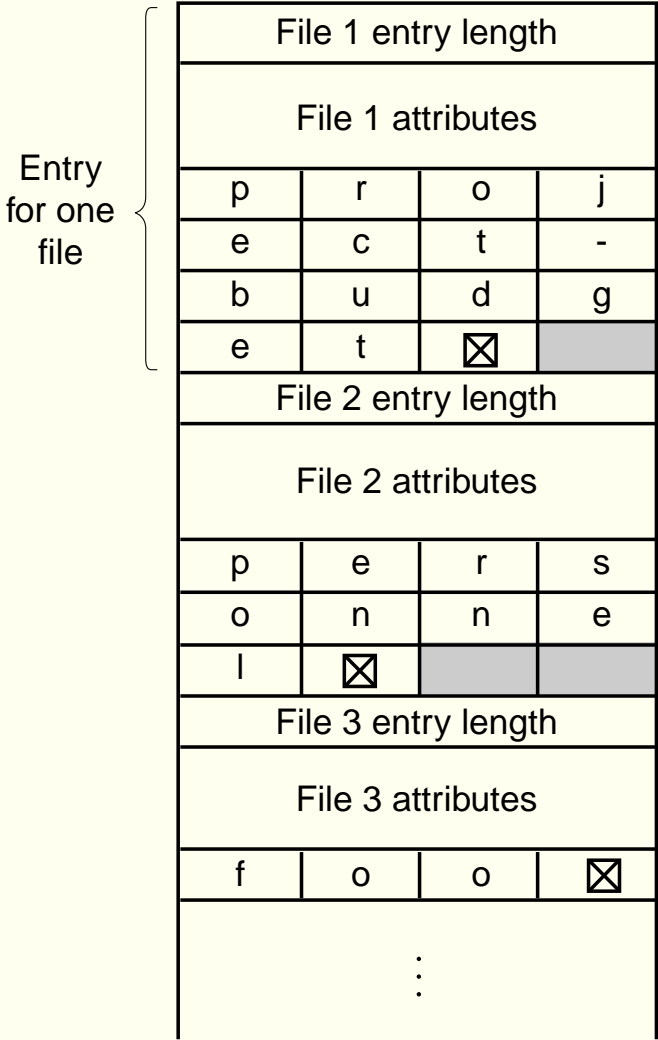 File 1 entry length
File 1 attributes
Entry
for one
file
p r o j
e c t -
b u d g
e t ☒
File 2 entry length
File 2 attributes
p e r s
o n n e
l ☒
File 3 entry length
File 3 attributes
f o o ☒
⋮